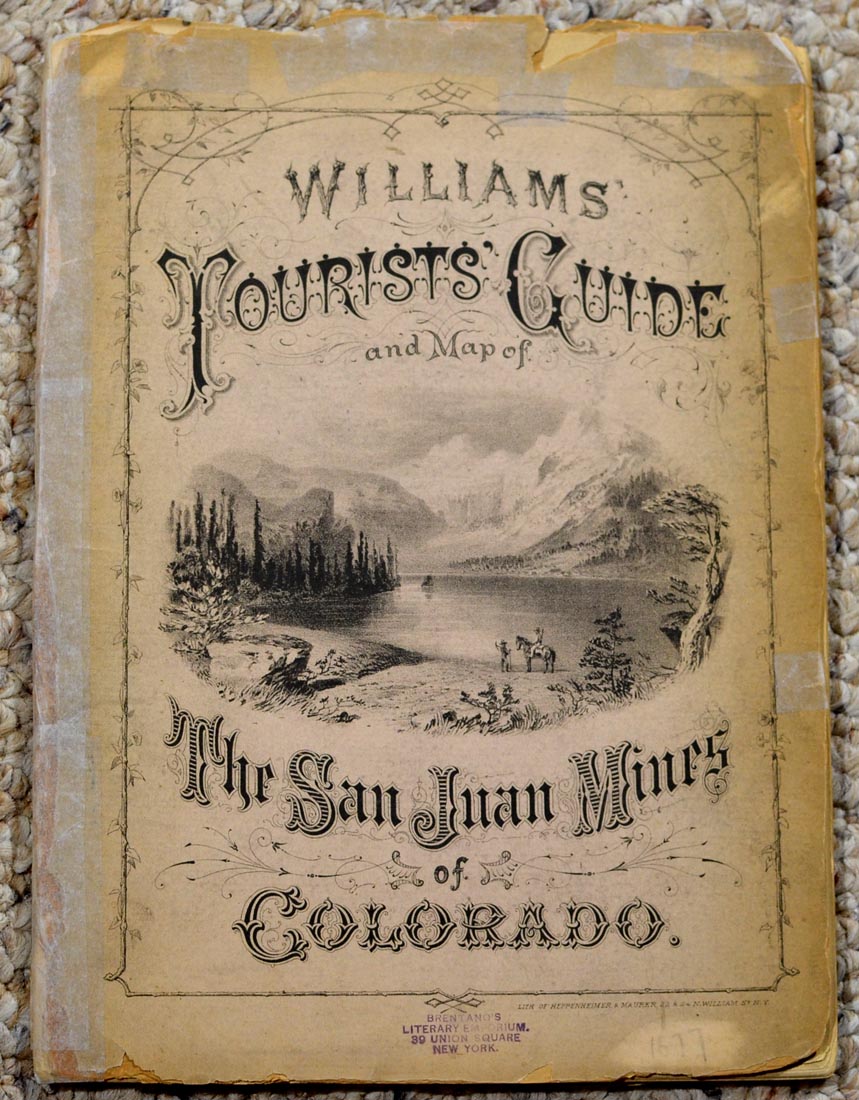 WILLIAMS'
TOURISTS' GUIDE
and Map of
The San Juan Mines
of
COLORADO.
LITH OF HEPPENHEIMER & MAURER, 22 & 24 N. WILLIAM ST N.Y.
BRENTANO'S
LITERARY EMPORIUM.
39 UNION SQUARE
NEW YORK.
1877